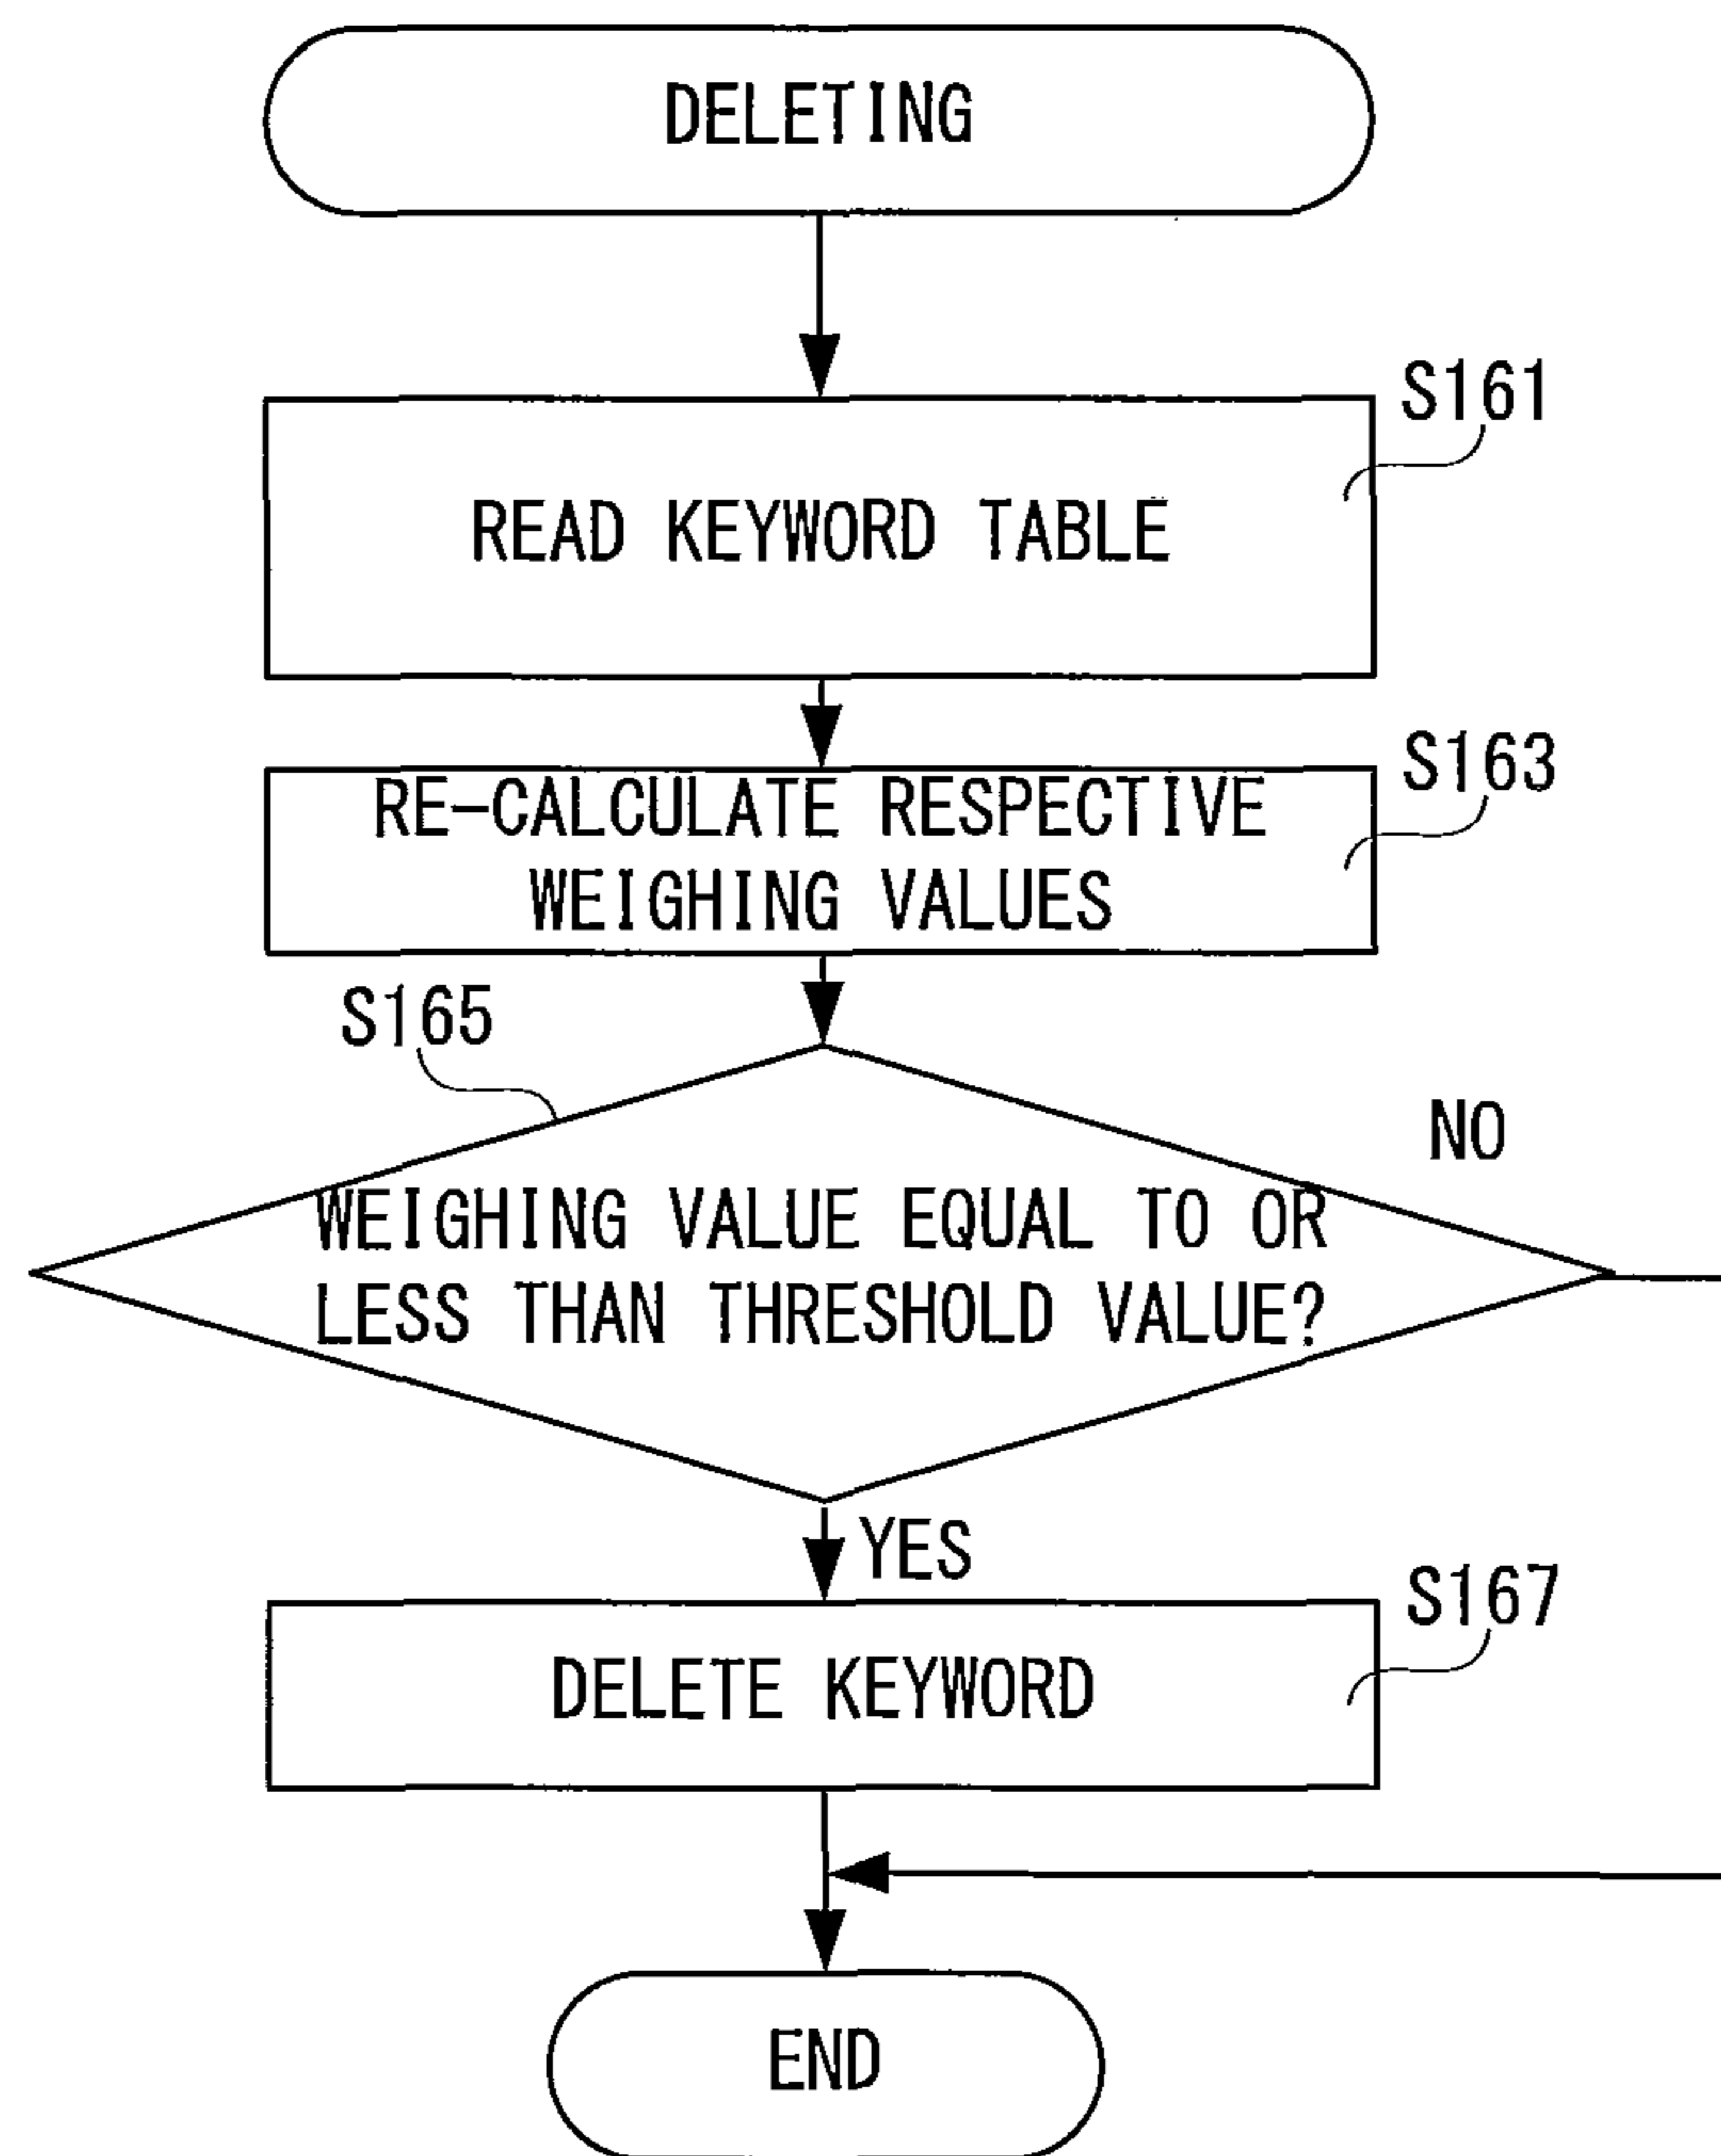 DELETING
S161
READ KEYWORD TABLE
S163
RE-CALCULATE RESPECTIVE
WEIGHING VALUES
S165
NO
WEIGHING VALUE EQUAL TO OR
LESS THAN THRESHOLD VALUE?
YES
S167
DELETE KEYWORD
END